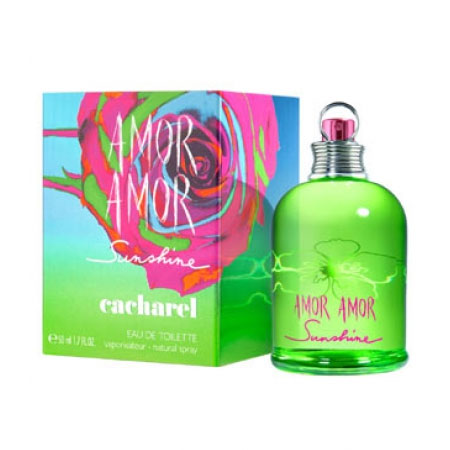 AMOR
AMOR
Sunshine
cacharel
EAU DE TOILETTE
vaporisateur - natural spray
℮ 50 ml 1.7 FL.OZ.
AMOR AMOR
Sunshine